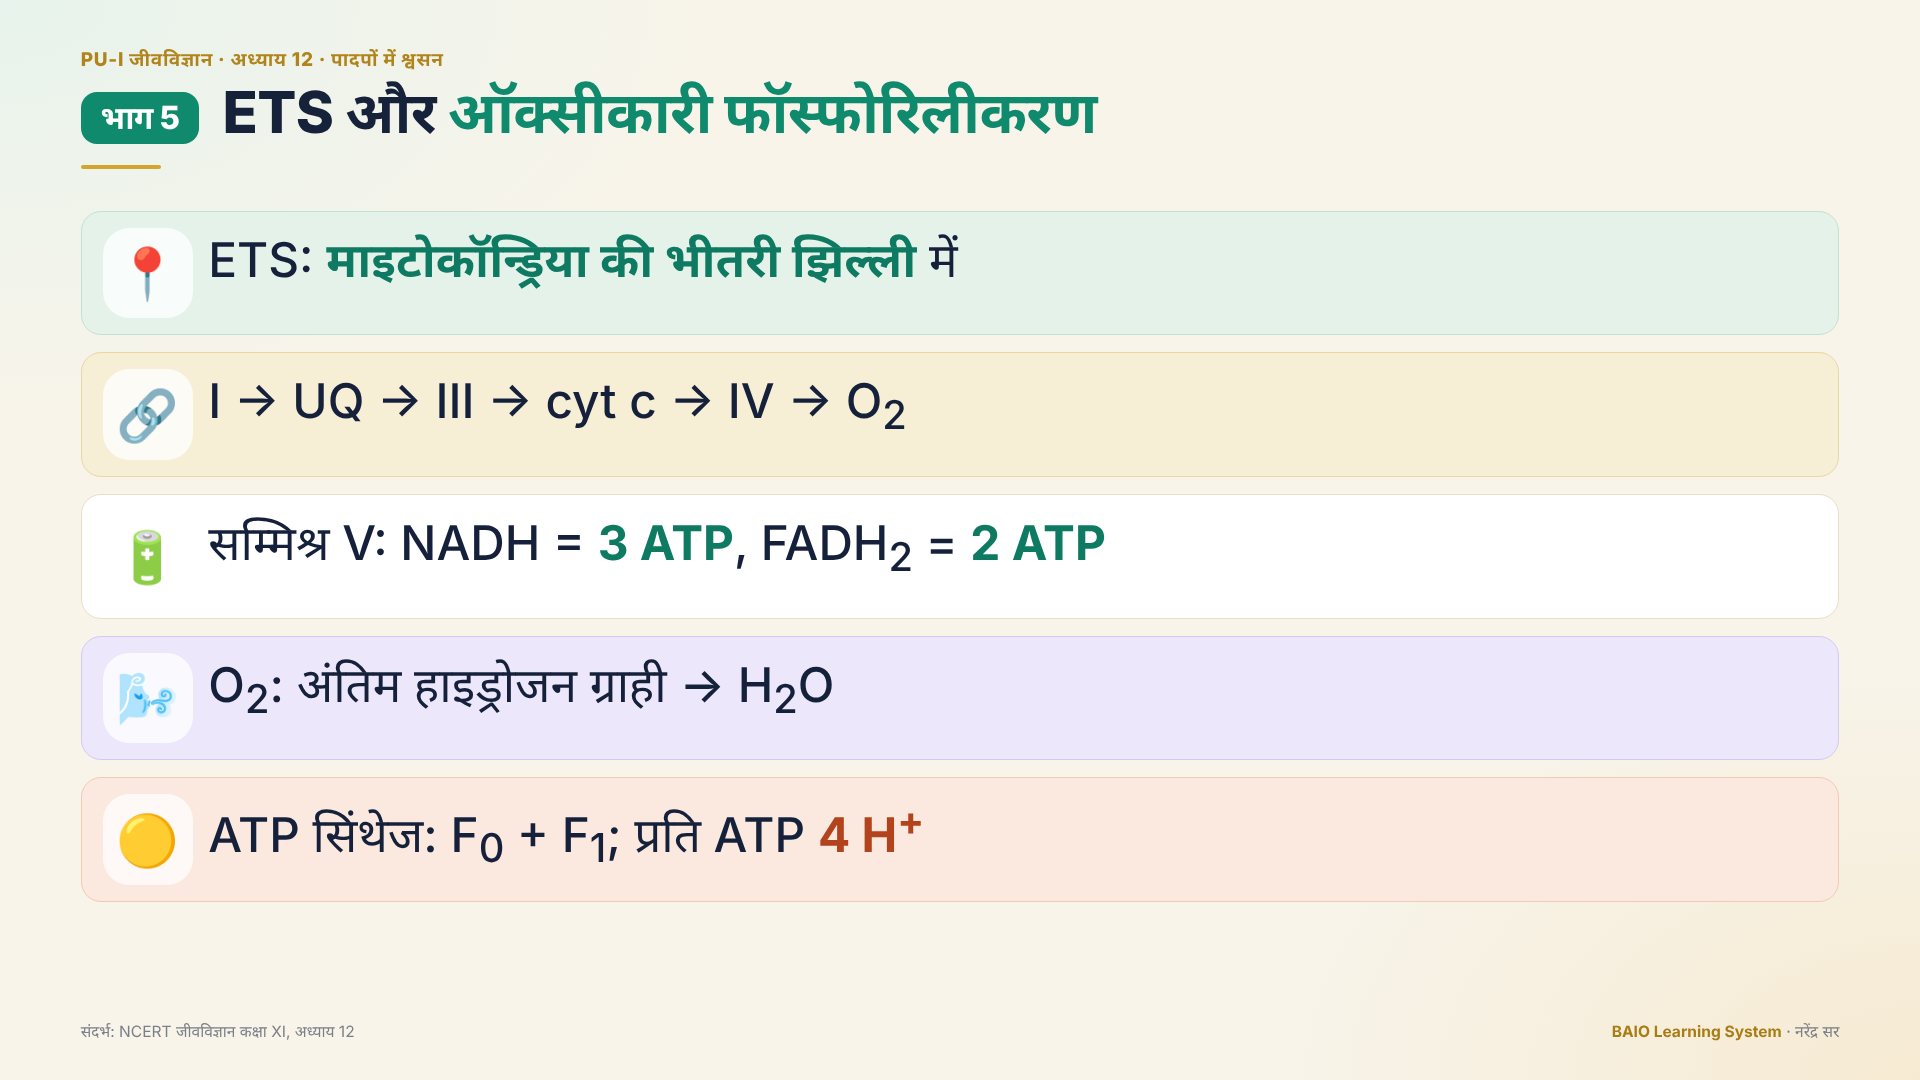 PU-I जीवविज्ञान · अध्याय 12 · पादपों में श्वसन
भाग 5 ETS और ऑक्सीकारी फॉस्फोरिलीकरण
ETS: माइटोकॉन्ड्रिया की भीतरी झिल्ली में
I → UQ → III → cyt c → IV → O₂
सम्मिश्र V: NADH = 3 ATP, FADH₂ = 2 ATP
O₂: अंतिम हाइड्रोजन ग्राही → H₂O
ATP सिंथेज: F₀ + F₁; प्रति ATP 4 H⁺
संदर्भ: NCERT जीवविज्ञान कक्षा XI, अध्याय 12
BAIO Learning System · नरेंद्र सर